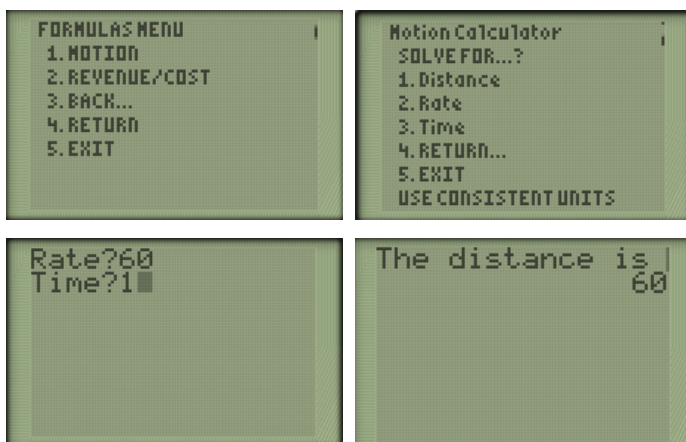 FORMULAS MENU
1.MOTION
2.REVENUE/COST
3.BACK...
4.RETURN
5.EXIT
Motion Calculator
SOLVE FOR...?
1.Distance
2.Rate
3.Time
4.RETURN...
5.EXIT
USE CONSISTENT UNITS
Rate?60
Time?1
The distance is
60